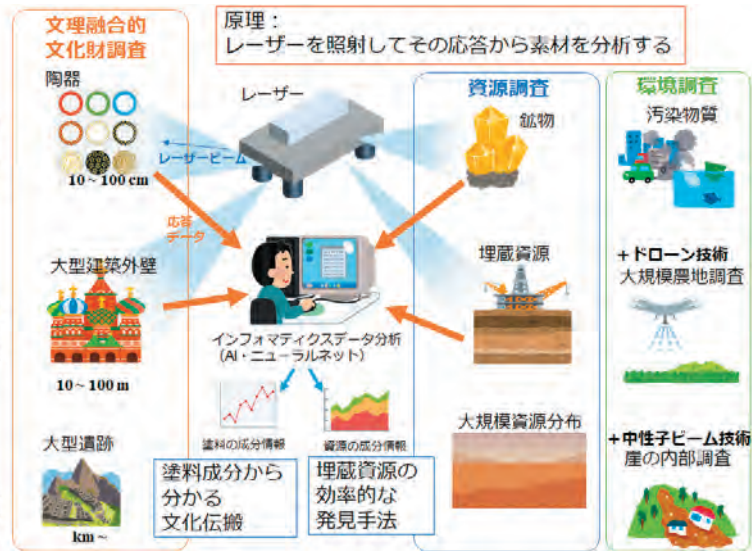 文理融合的
文化財調査
陶器
10 ~ 100 cm
大型建築外壁
10 ~ 100 m
大型遺跡
km ~
原理:
レーザーを照射してその応答から素材を分析する
レーザー
レーザービーム
応答
データ
インフォマティクスデータ分析
(AI・ニューラルネット)
塗料の成分情報
資源の成分情報
塗料成分から
分かる
文化伝搬
埋蔵資源の
効率的な
発見手法
資源調査
鉱物
埋蔵資源
大規模資源分布
環境調査
汚染物質
+ドローン技術
大規模農地調査
+中性子ビーム技術
崖の内部調査